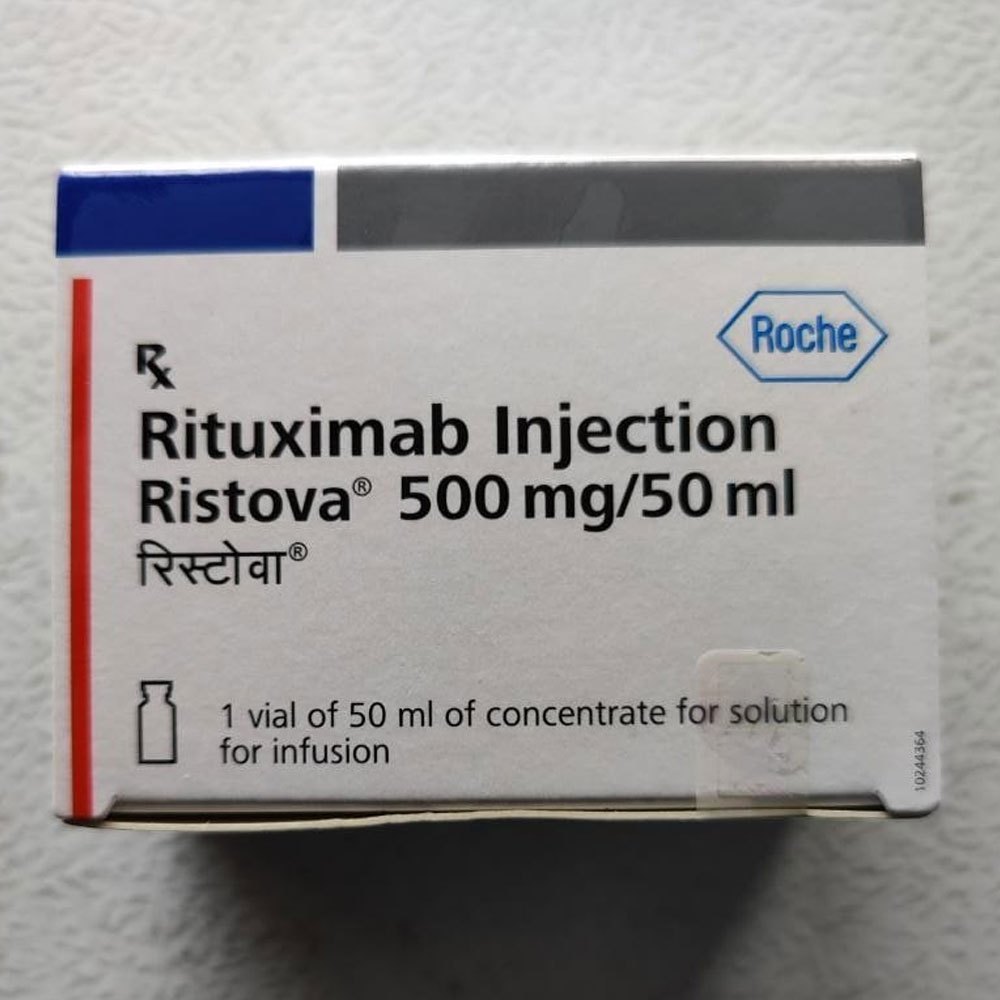 Roche
Rx
Rituximab Injection
Ristova® 500 mg/50 ml
रिस्टोवा®
1 vial of 50 ml of concentrate for solution
for infusion
10244364